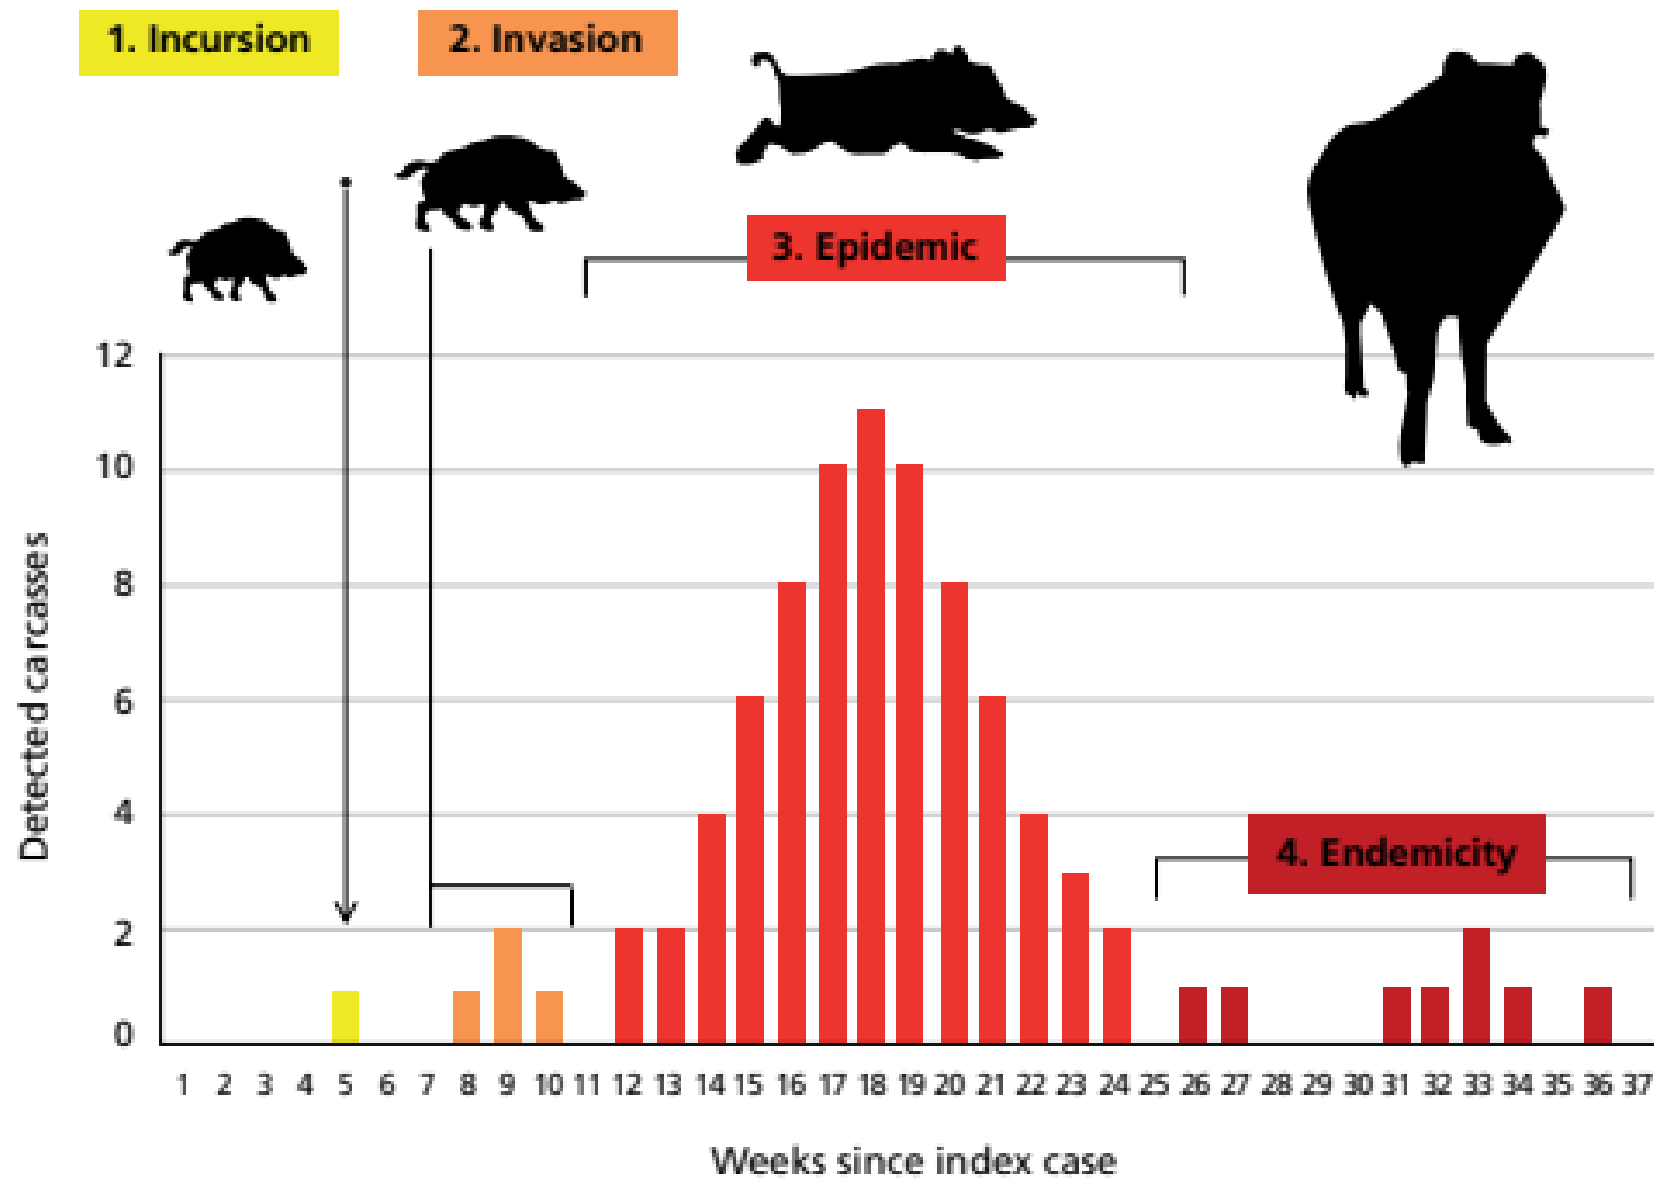 1. Incursion
2. Invasion
3. Epidemic
12
10
8
6
4
2
0
Detected carcasses
4. Endemicity
1 2 3 4 5 6 7 8 9 10 11 12 13 14 15 16 17 18 19 20 21 22 23 24 25 26 27 28 29 30 31 32 33 34 35 36 37
Weeks since index case